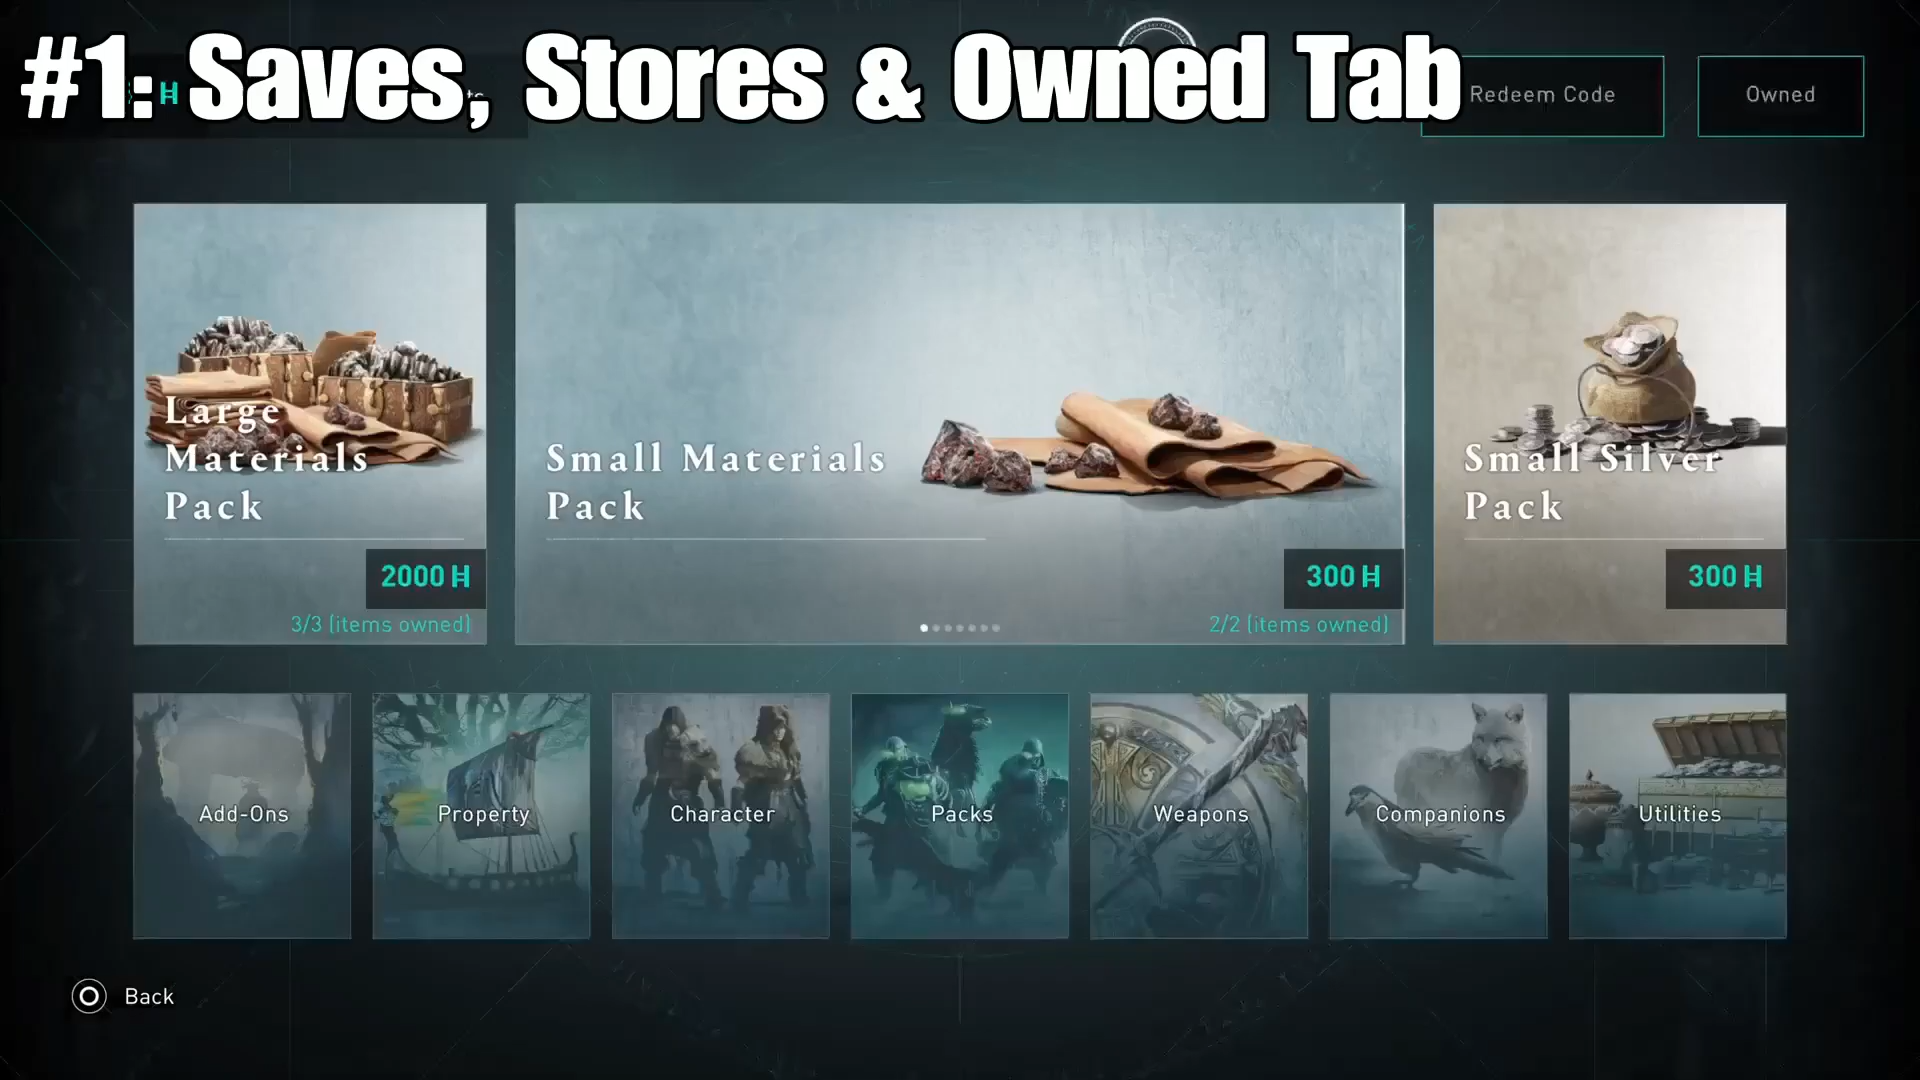 #1: Saves, Stores & Owned Tab
Redeem Code
Owned
Large
Materials
Pack
2000
3/3 (items owned)
Small Materials
Pack
300
2/2 (items owned)
Small Silver
Pack
300
Add-Ons
Property
Character
Packs
Weapons
Companions
Utilities
Back